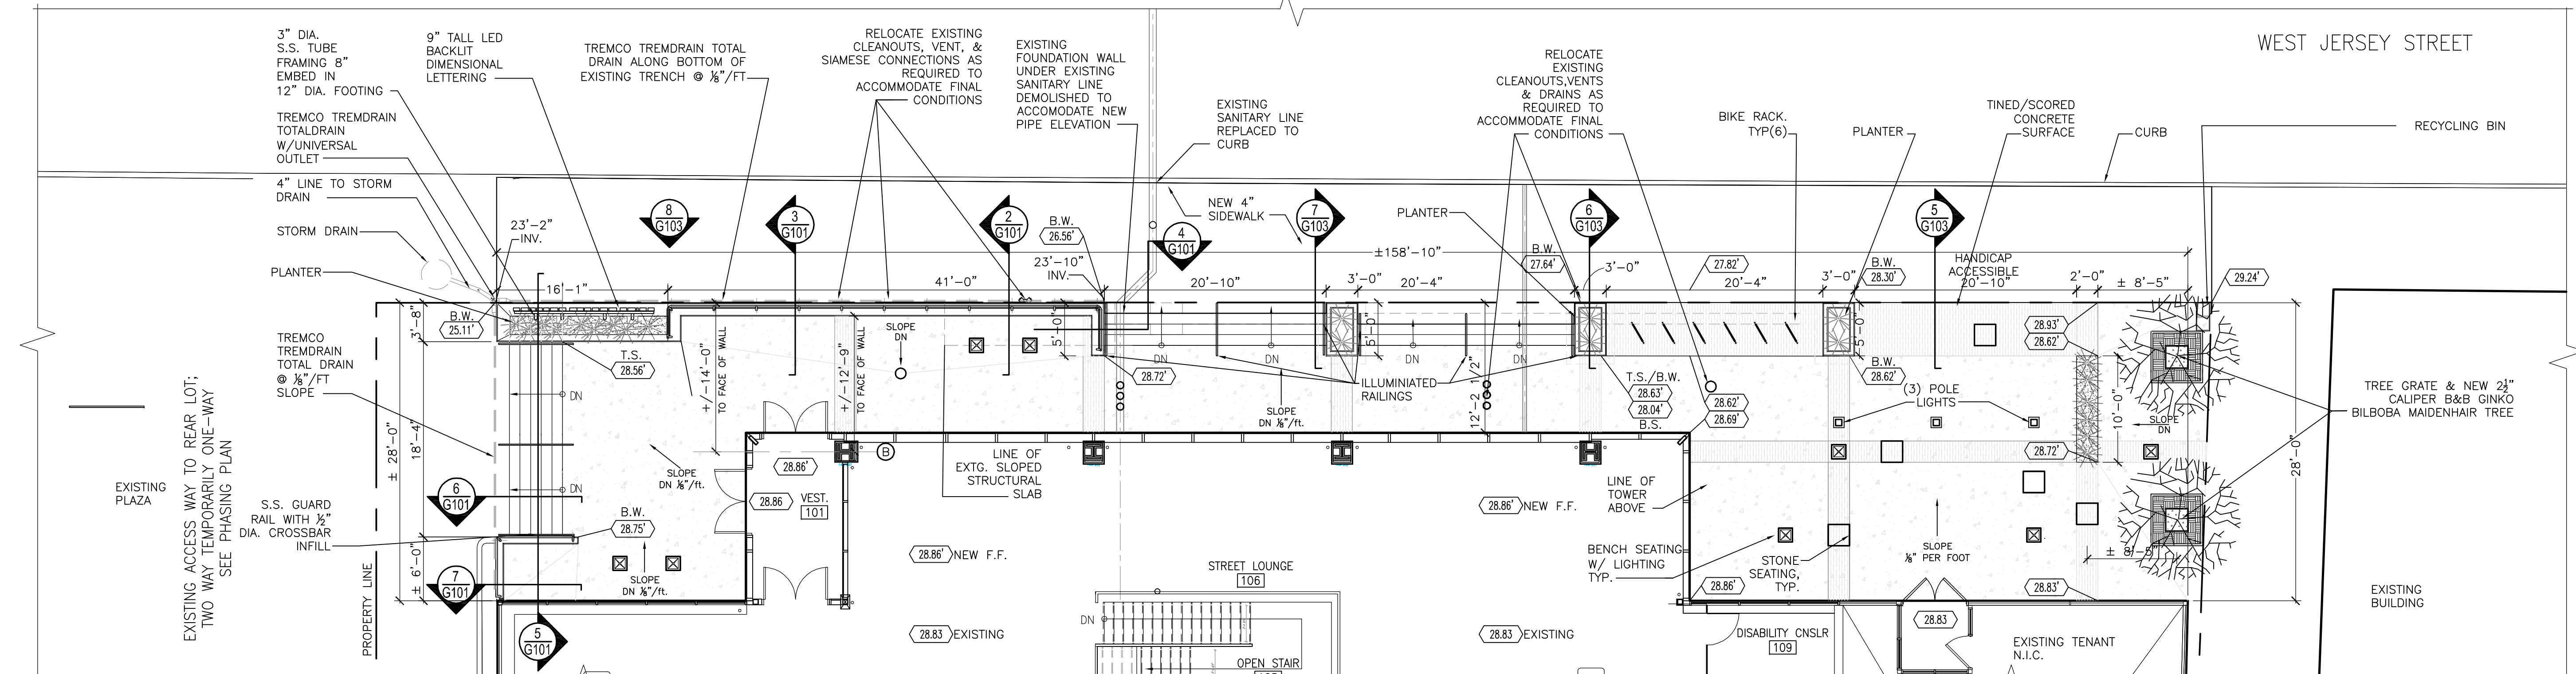 WEST JERSEY STREET
3" DIA.
S.S. TUBE
FRAMING 8"
EMBED IN
12" DIA. FOOTING
9" TALL LED
BACKLIT
DIMENSIONAL
LETTERING
TREMCO TREMDRAIN TOTAL
DRAIN ALONG BOTTOM OF
EXISTING TRENCH @ ⅛"/FT
RELOCATE EXISTING
CLEANOUTS, VENT, &
SIAMESE CONNECTIONS AS
REQUIRED TO
ACCOMMODATE FINAL
CONDITIONS
EXISTING
FOUNDATION WALL
UNDER EXISTING
SANITARY LINE
DEMOLISHED TO
ACCOMODATE NEW
PIPE ELEVATION
EXISTING
SANITARY LINE
REPLACED TO
CURB
RELOCATE
EXISTING
CLEANOUTS,VENTS
& DRAINS AS
REQUIRED TO
ACCOMMODATE FINAL
CONDITIONS
BIKE RACK.
TYP(6)
PLANTER
TINED/SCORED
CONCRETE
SURFACE
CURB
RECYCLING BIN
TREMCO TREMDRAIN
TOTALDRAIN
W/UNIVERSAL
OUTLET
4" LINE TO STORM
DRAIN
STORM DRAIN
PLANTER
23'-2"
INV.
8
G103
3
G101
2
G101
B.W.
26.56'
4
G101
NEW 4"
SIDEWALK
7
G103
PLANTER
6
G103
5
G103
±158'-10"
23'-10"
INV.
B.W.
27.64'
3'-0"
27.82'
B.W.
28.30'
HANDICAP
ACCESSIBLE
29.24'
16'-1"
41'-0"
20'-10"
3'-0"
20'-4"
20'-4"
3'-0"
20'-10"
2'-0"
± 8'-5"
B.W.
25.11'
3'-8"
T.S.
28.56'
SLOPE
DN
5'-0"
DN
DN
5'-0"
DN
DN
5'-0"
28.93'
28.62'
28.72'
ILLUMINIATED
RAILINGS
B.W.
28.62'
TREMCO
TREMDRAIN
TOTAL DRAIN
@ ⅛"/FT
SLOPE
DN
+/-14'-0"
TO FACE OF WALL
+/-12'-9"
TO FACE OF WALL
SLOPE
DN ⅛"/ft.
12'-2 1/2"
T.S./B.W.
28.63'
28.04'
B.S.
28.62'
28.69'
(3) POLE
LIGHTS
10'-0"
SLOPE
DN
TREE GRATE & NEW 2½"
CALIPER B&B GINKO
BILBOBA MAIDENHAIR TREE
EXISTING ACCESS WAY TO REAR LOT;
TWO WAY TEMPORARILY ONE-WAY
SEE PHASING PLAN
EXISTING
PLAZA
± 28'-0"
18'-4"
DN
SLOPE
DN ⅛"/ft.
B
28.86'
28.86
VEST.
101
LINE OF
EXTG. SLOPED
STRUCTURAL
SLAB
28.86'
NEW F.F.
LINE OF
TOWER
ABOVE
28.72'
28'-0"
6
G101
S.S. GUARD
RAIL WITH ½"
DIA. CROSSBAR
INFILL
B.W.
28.75'
SLOPE
DN ⅛"/ft.
28.86'
NEW F.F.
STREET LOUNGE
106
BENCH SEATING
W/ LIGHTING
TYP.
STONE
SEATING,
TYP.
SLOPE
⅛" PER FOOT
± 8'-5"
PROPERTY LINE
± 6'-0"
7
G101
28.86'
28.83'
EXISTING
BUILDING
5
G101
28.83
EXISTING
DN
28.83
EXISTING
DISABILITY CNSLR
109
28.83
EXISTING TENANT
N.I.C.
OPEN STAIR